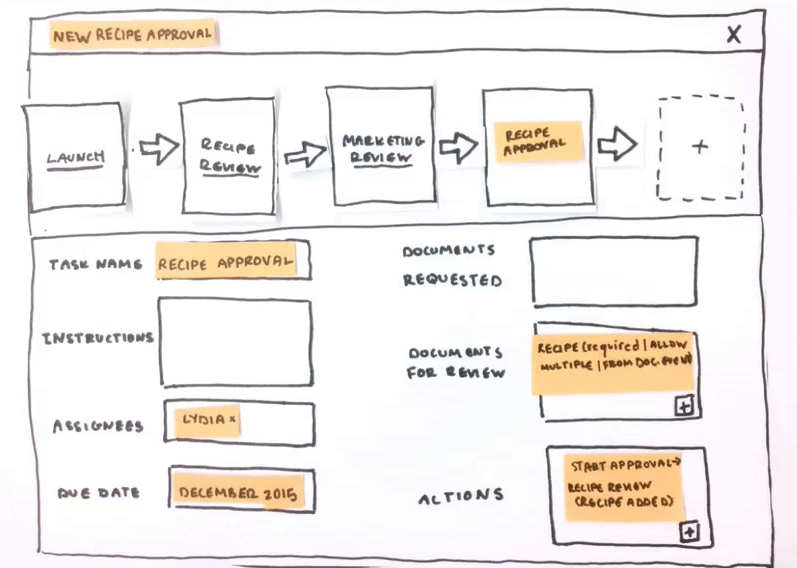 NEW RECIPE APPROVAL
X
LAUNCH
RECIPE
REVIEW
MARKETING
REVIEW
RECIPE
APPROVAL
+
TASK NAME
RECIPE APPROVAL
INSTRUCTIONS
ASSIGNEES
LYDIA x
DUE DATE
DECEMBER 2015
DOCUMENTS
REQUESTED
DOCUMENTS
FOR REVIEW
RECIPE (required | ALLOW
MULTIPLE | FROM DOC. EVENT)
+
ACTIONS
START APPROVAL→
RECIPE REVIEW
(RECIPE ADDED)
+